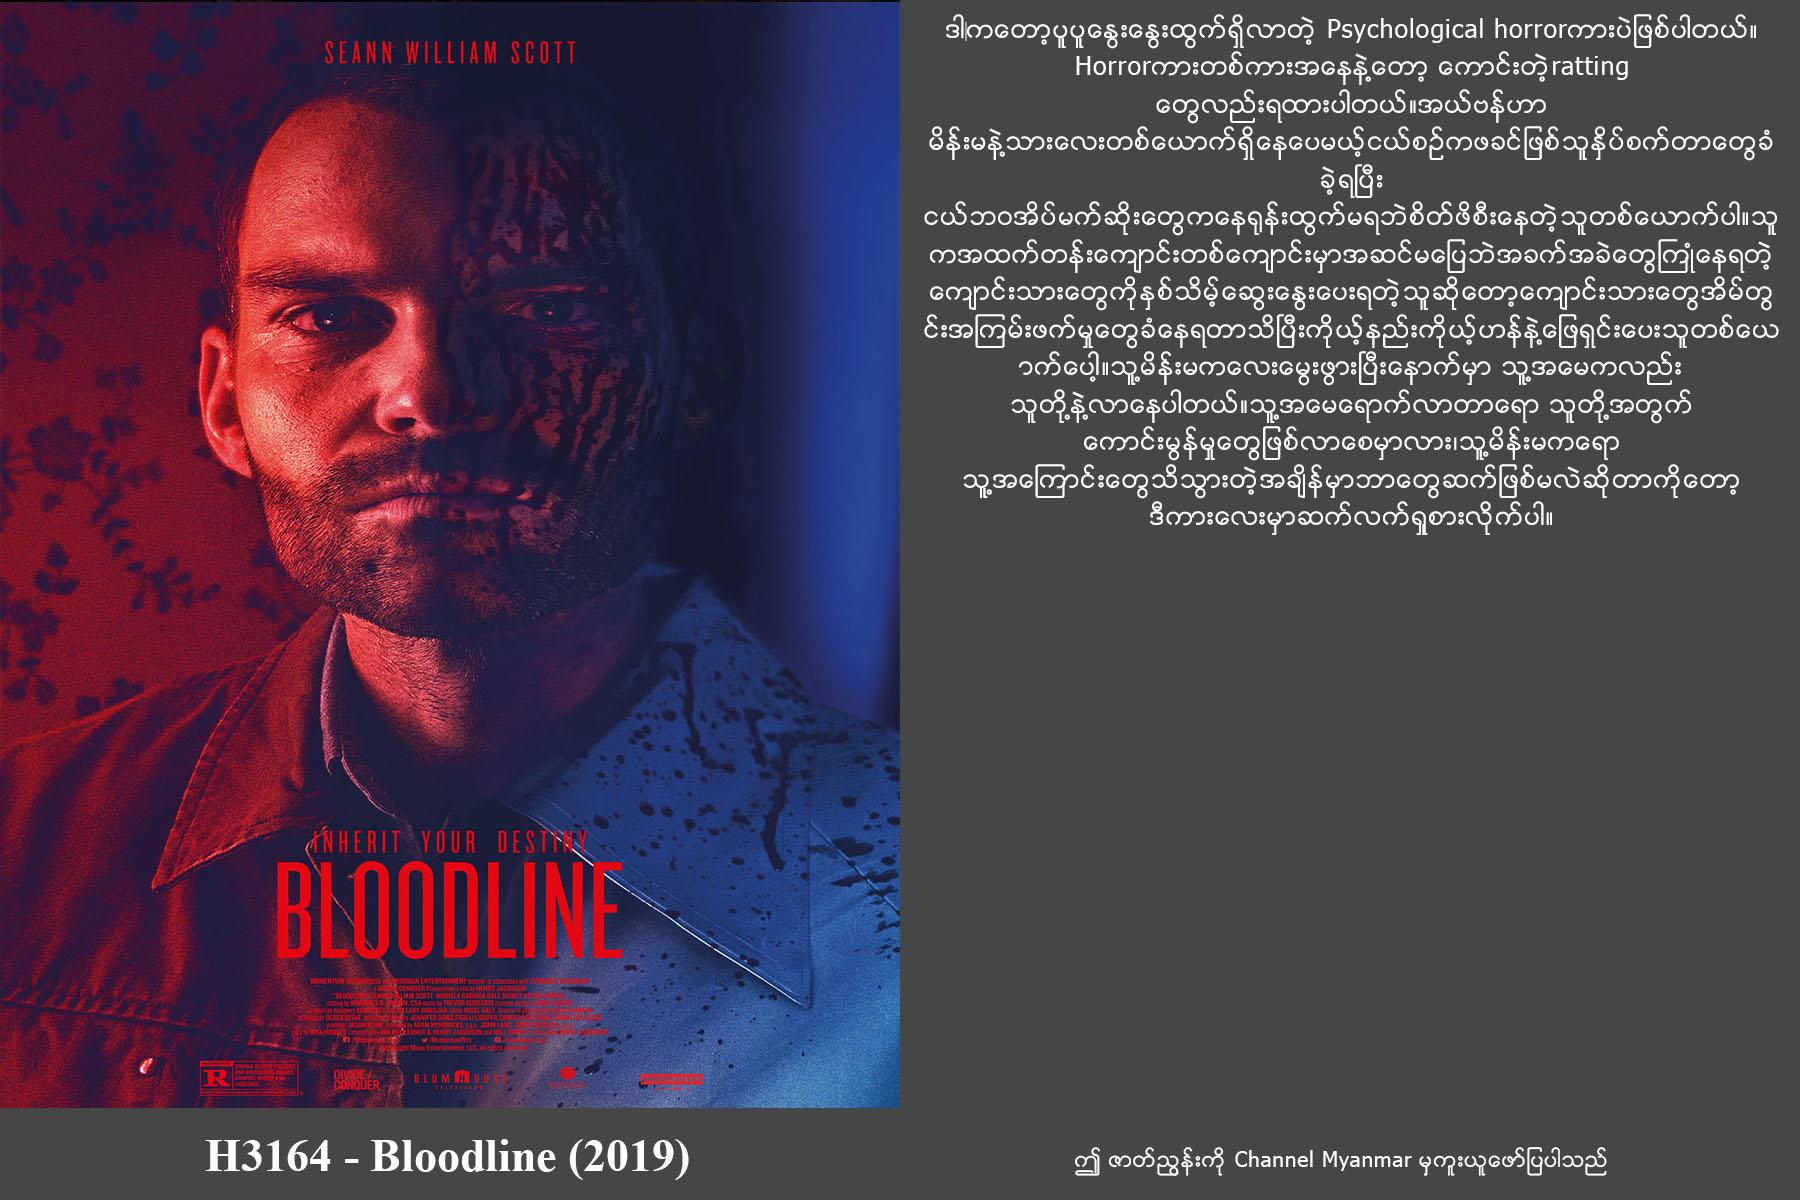 SEANN WILLIAM SCOTT
INHERIT YOUR DESTINY
BLOODLINE
R
DIVIDE/
CONQUER
BLUMHOUSE
H3164 - Bloodline (2019)
ဒါကတော့ပူပူနွေးနွေးထွက်ရှိလာတဲ့ Psychological horrorကားပဲဖြစ်ပါတယ်။
Horrorကားတစ်ကားအနေနဲ့တော့ ကောင်းတဲ့ratting
တွေလည်းရထားပါတယ်။အယ်ဗန်ဟာ
မိန်းမနဲ့သားလေးတစ်ယောက်ရှိနေပေမယ့်ငယ်စဉ်ကဖခင်ဖြစ်သူနှိပ်စက်တာတွေခံ
ခဲ့ရပြီး
ငယ်ဘဝအိပ်မက်ဆိုးတွေကနေရုန်းထွက်မရဘဲစိတ်ဖိစီးနေတဲ့သူတစ်ယောက်ပါ။သူ
ကအထက်တန်းကျောင်းတစ်ကျောင်းမှာအဆင်မပြေဘဲအခက်အခဲတွေကြုံနေရတဲ့
ကျောင်းသားတွေကိုနှစ်သိမ့်ဆွေးနွေးပေးရတဲ့သူဆိုတော့ကျောင်းသားတွေအိမ်တွ
င်းအကြမ်းဖက်မှုတွေခံနေရတာသိပြီးကိုယ့်နည်းကိုယ့်ဟန်နဲ့ဖြေရှင်းပေးသူတစ်ယေ
ာက်ပေါ့။သူ့မိန်းမကလေးမွေးဖွားပြီးနောက်မှာ သူ့အမေကလည်း
သူတို့နဲ့လာနေပါတယ်။သူ့အမေရောက်လာတာရော သူတို့အတွက်
ကောင်းမွန်မှုတွေဖြစ်လာစေမှာလား၊သူ့မိန်းမကရော
သူ့အကြောင်းတွေသိသွားတဲ့အချိန်မှာဘာတွေဆက်ဖြစ်မလဲဆိုတာကိုတော့
ဒီကားလေးမှာဆက်လက်ရှုစားလိုက်ပါ။
ဤ ဇာတ်ညွှန်းကို Channel Myanmar မှကူးယူဖော်ပြပါသည်